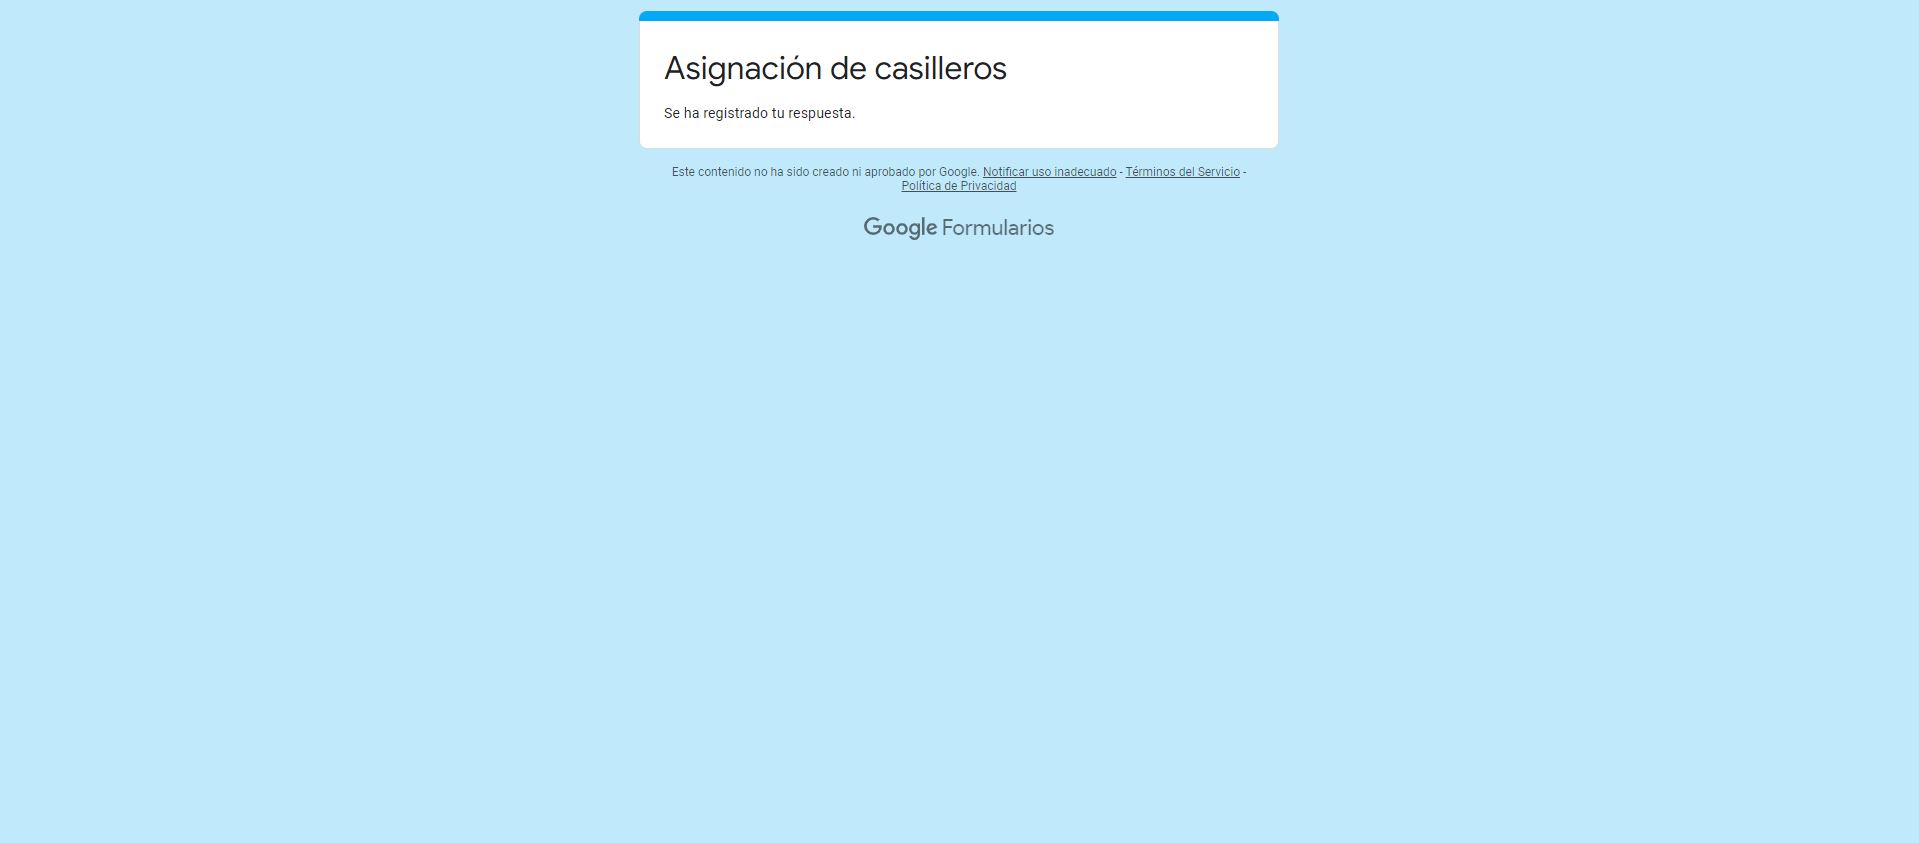 Asignación de casilleros
Se ha registrado tu respuesta.
Este contenido no ha sido creado ni aprobado por Google. Notificar uso inadecuado - Términos del Servicio -
Política de Privacidad
Google Formularios